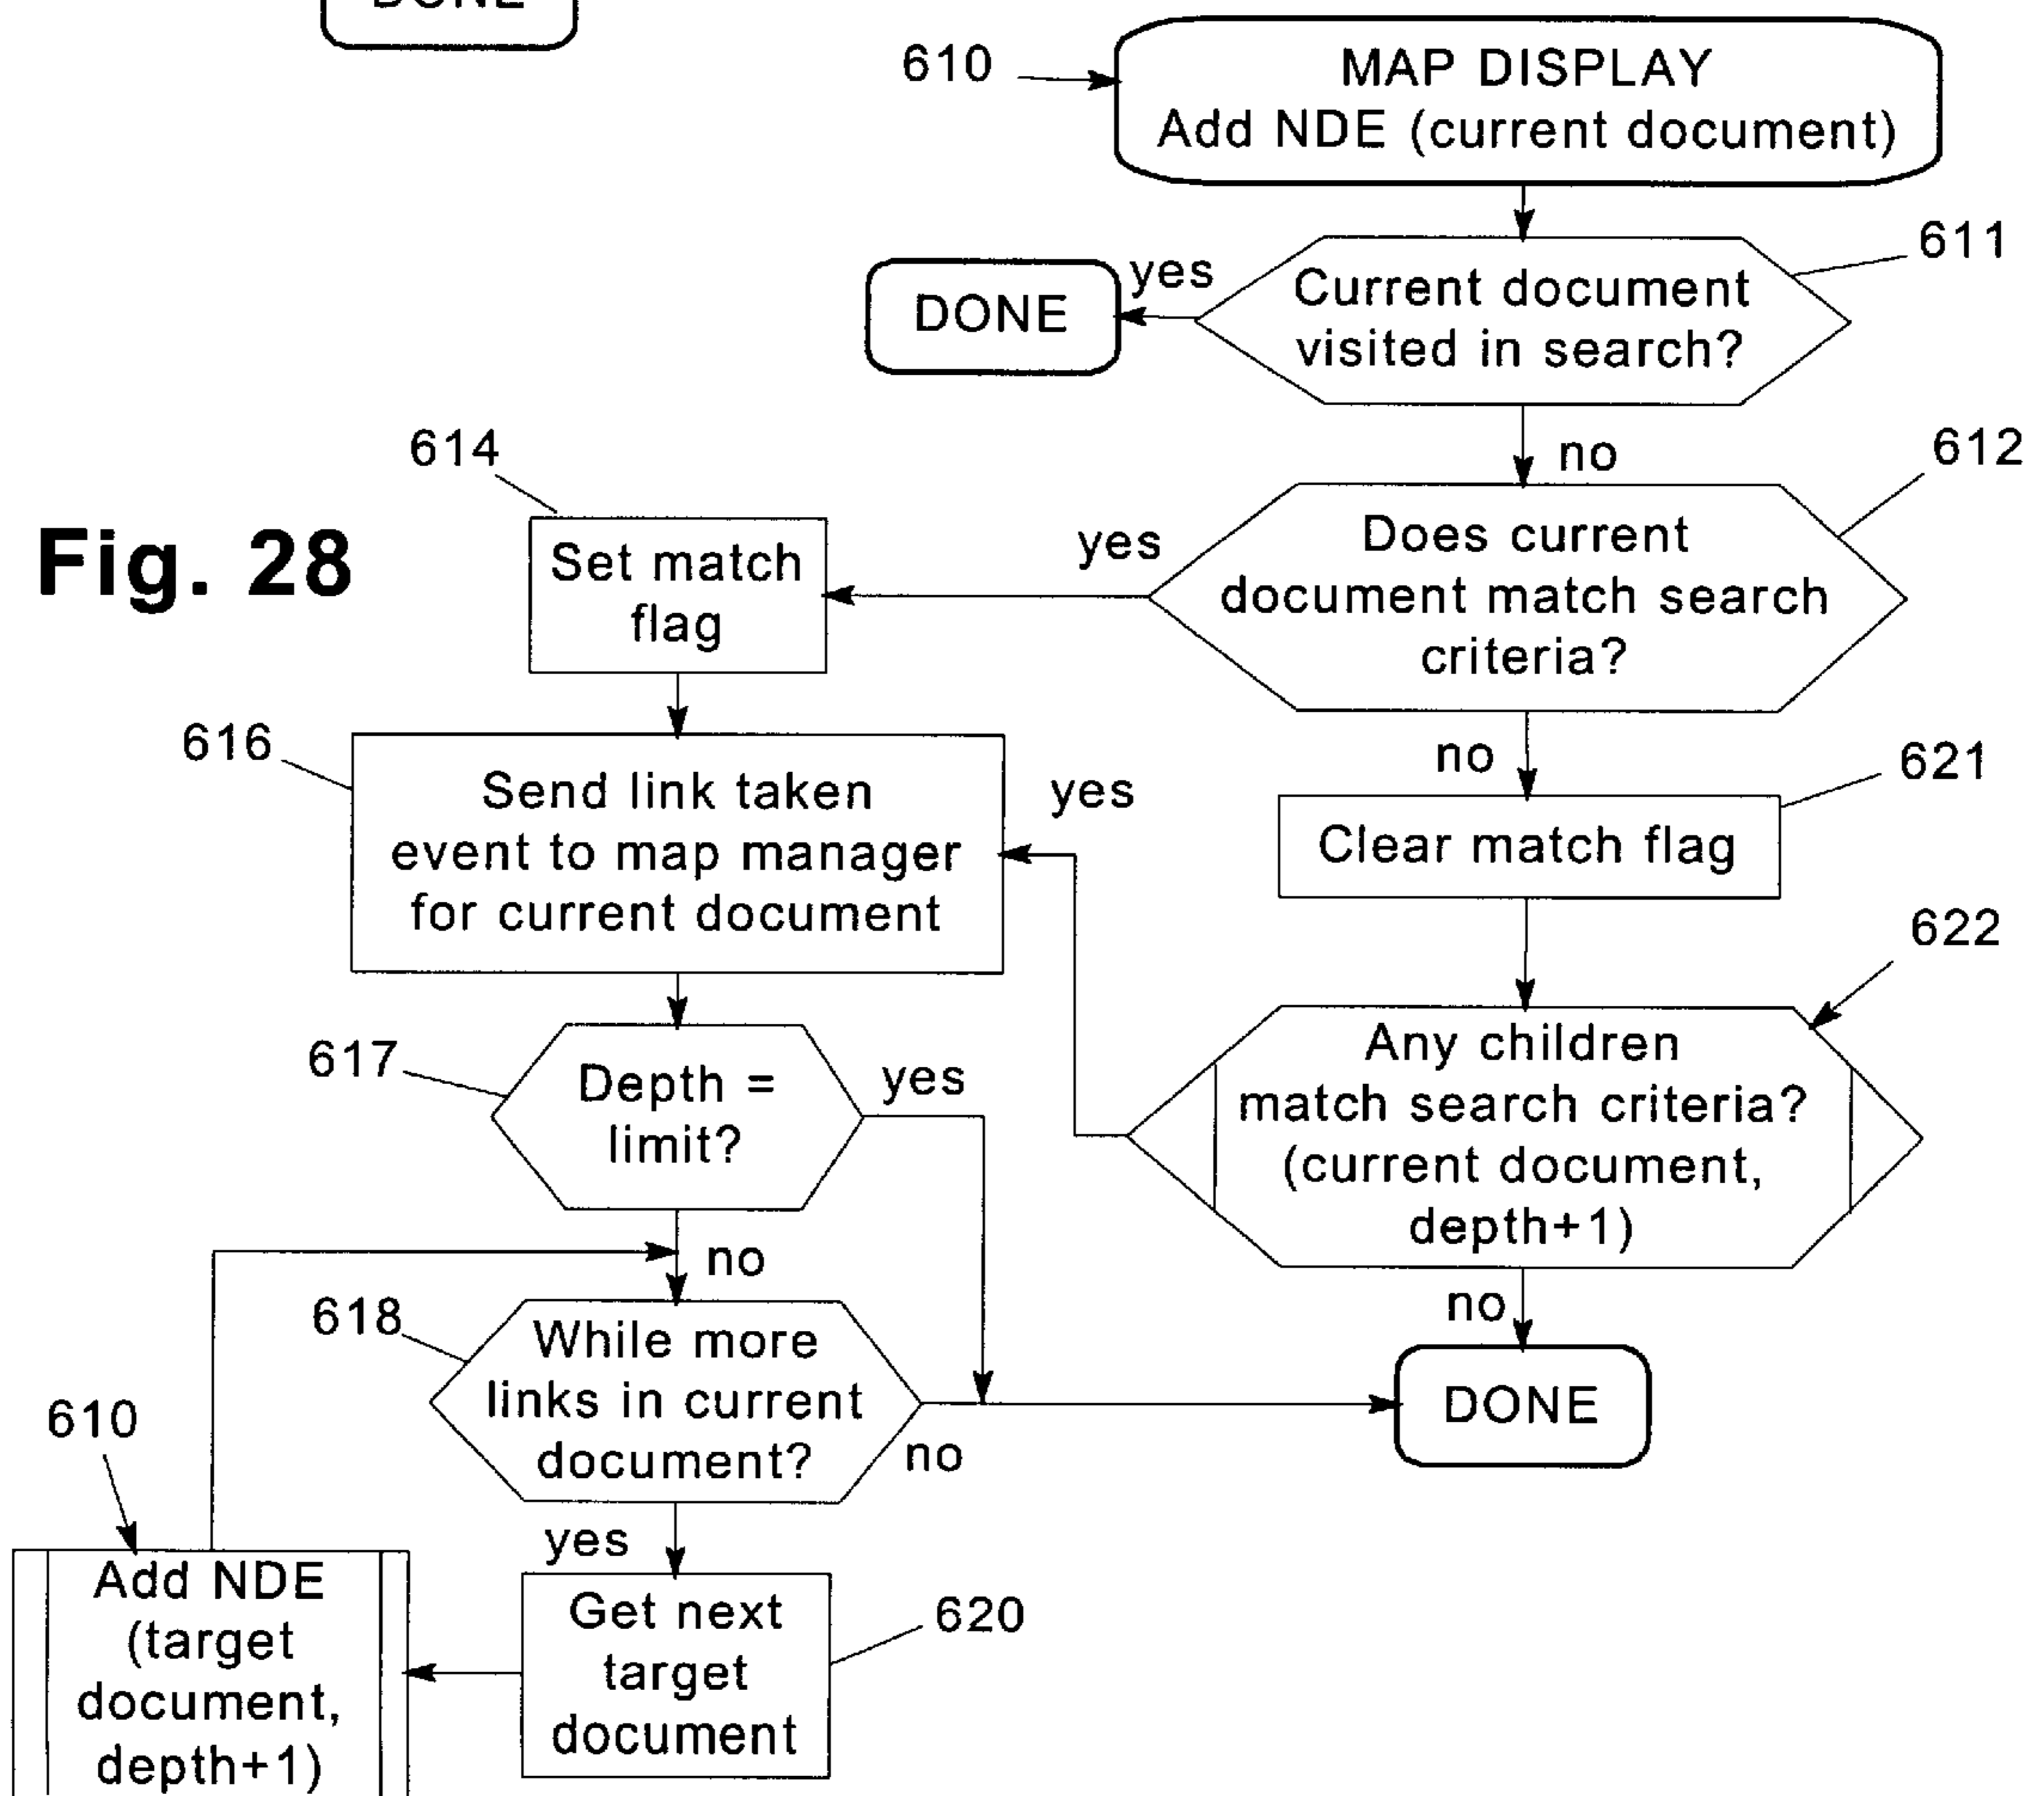 DONE
610
MAP DISPLAY
Add NDE (current document)
611
Current document
visited in search?
yes
DONE
no
612
Does current
document match search
criteria?
yes
614
Set match
flag
Fig. 28
no
621
Clear match flag
616
Send link taken
event to map manager
for current document
yes
622
Any children
match search criteria?
(current document,
depth+1)
617
Depth =
limit?
yes
no
no
618
While more
links in current
document?
no
DONE
yes
610
Add NDE
(target
document,
depth+1)
Get next
target
document
620